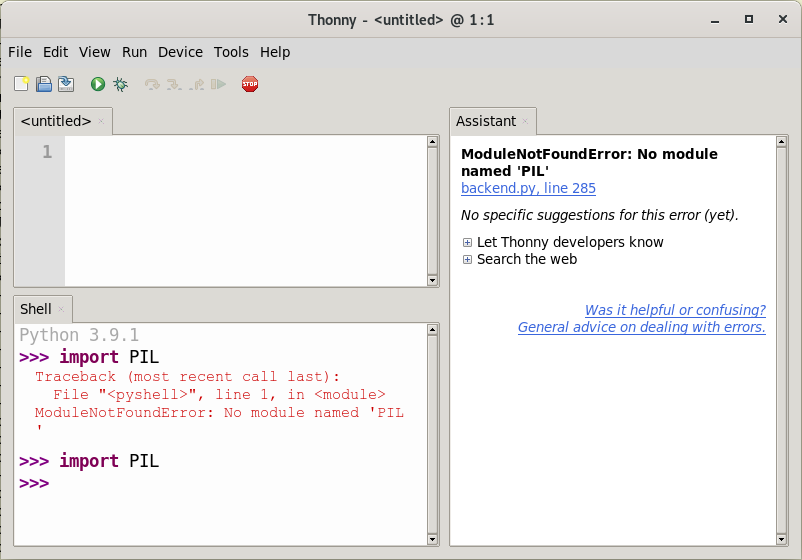 Thonny - <untitled> @ 1:1
File Edit View Run Device Tools Help
STOP
<untitled> ×
1
Shell ×
Python 3.9.1
>>> import PIL
Traceback (most recent call last):
File "<pyshell>", line 1, in <module>
ModuleNotFoundError: No module named 'PIL
'
>>> import PIL
>>>
Assistant ×
ModuleNotFoundError: No module
named 'PIL'
backend.py, line 285
No specific suggestions for this error (yet).
Let Thonny developers know
Search the web
Was it helpful or confusing?
General advice on dealing with errors.